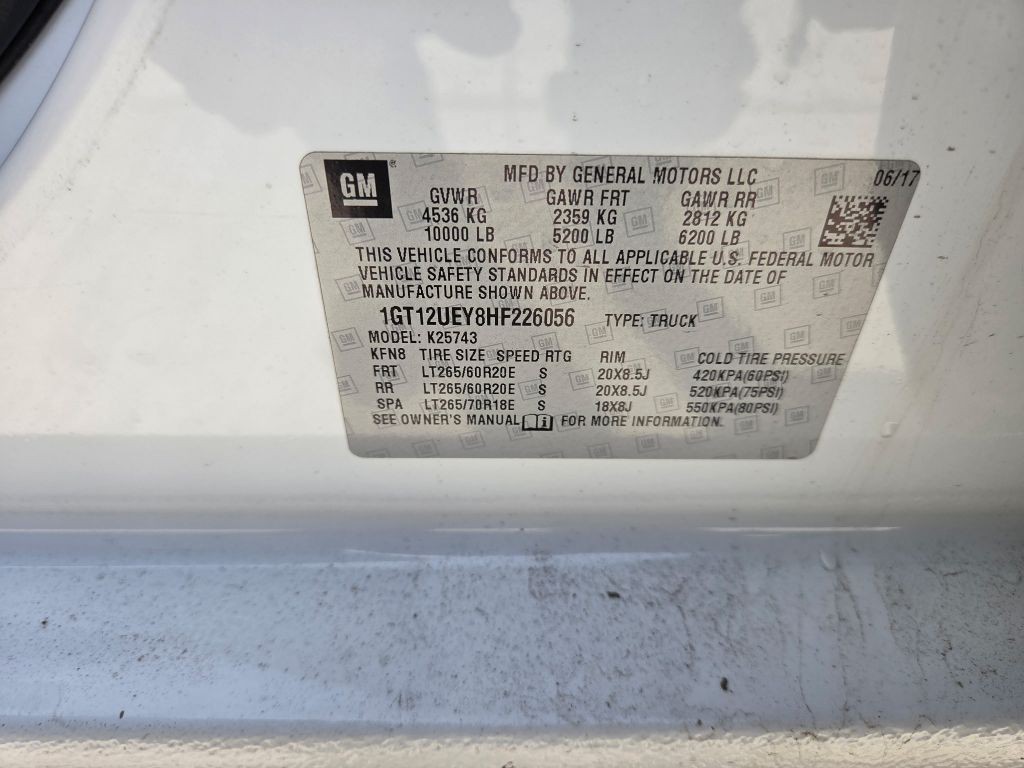 GM ® MFD BY GENERAL MOTORS LLC 06/17
GVWR GAWR FRT GAWR RR
4536 KG 2359 KG 2812 KG
10000 LB 5200 LB 6200 LB
THIS VEHICLE CONFORMS TO ALL APPLICABLE U.S. FEDERAL MOTOR
VEHICLE SAFETY STANDARDS IN EFFECT ON THE DATE OF
MANUFACTURE SHOWN ABOVE.
1GT12UEY8HF226056 TYPE: TRUCK
MODEL: K25743
KFN8 TIRE SIZE SPEED RTG RIM COLD TIRE PRESSURE
FRT LT265/60R20E S 20X8.5J 420KPA(60PSI)
RR LT265/60R20E S 20X8.5J 520KPA(75PSI)
SPA LT265/70R18E S 18X8J 550KPA(80PSI)
SEE OWNER'S MANUAL FOR MORE INFORMATION.